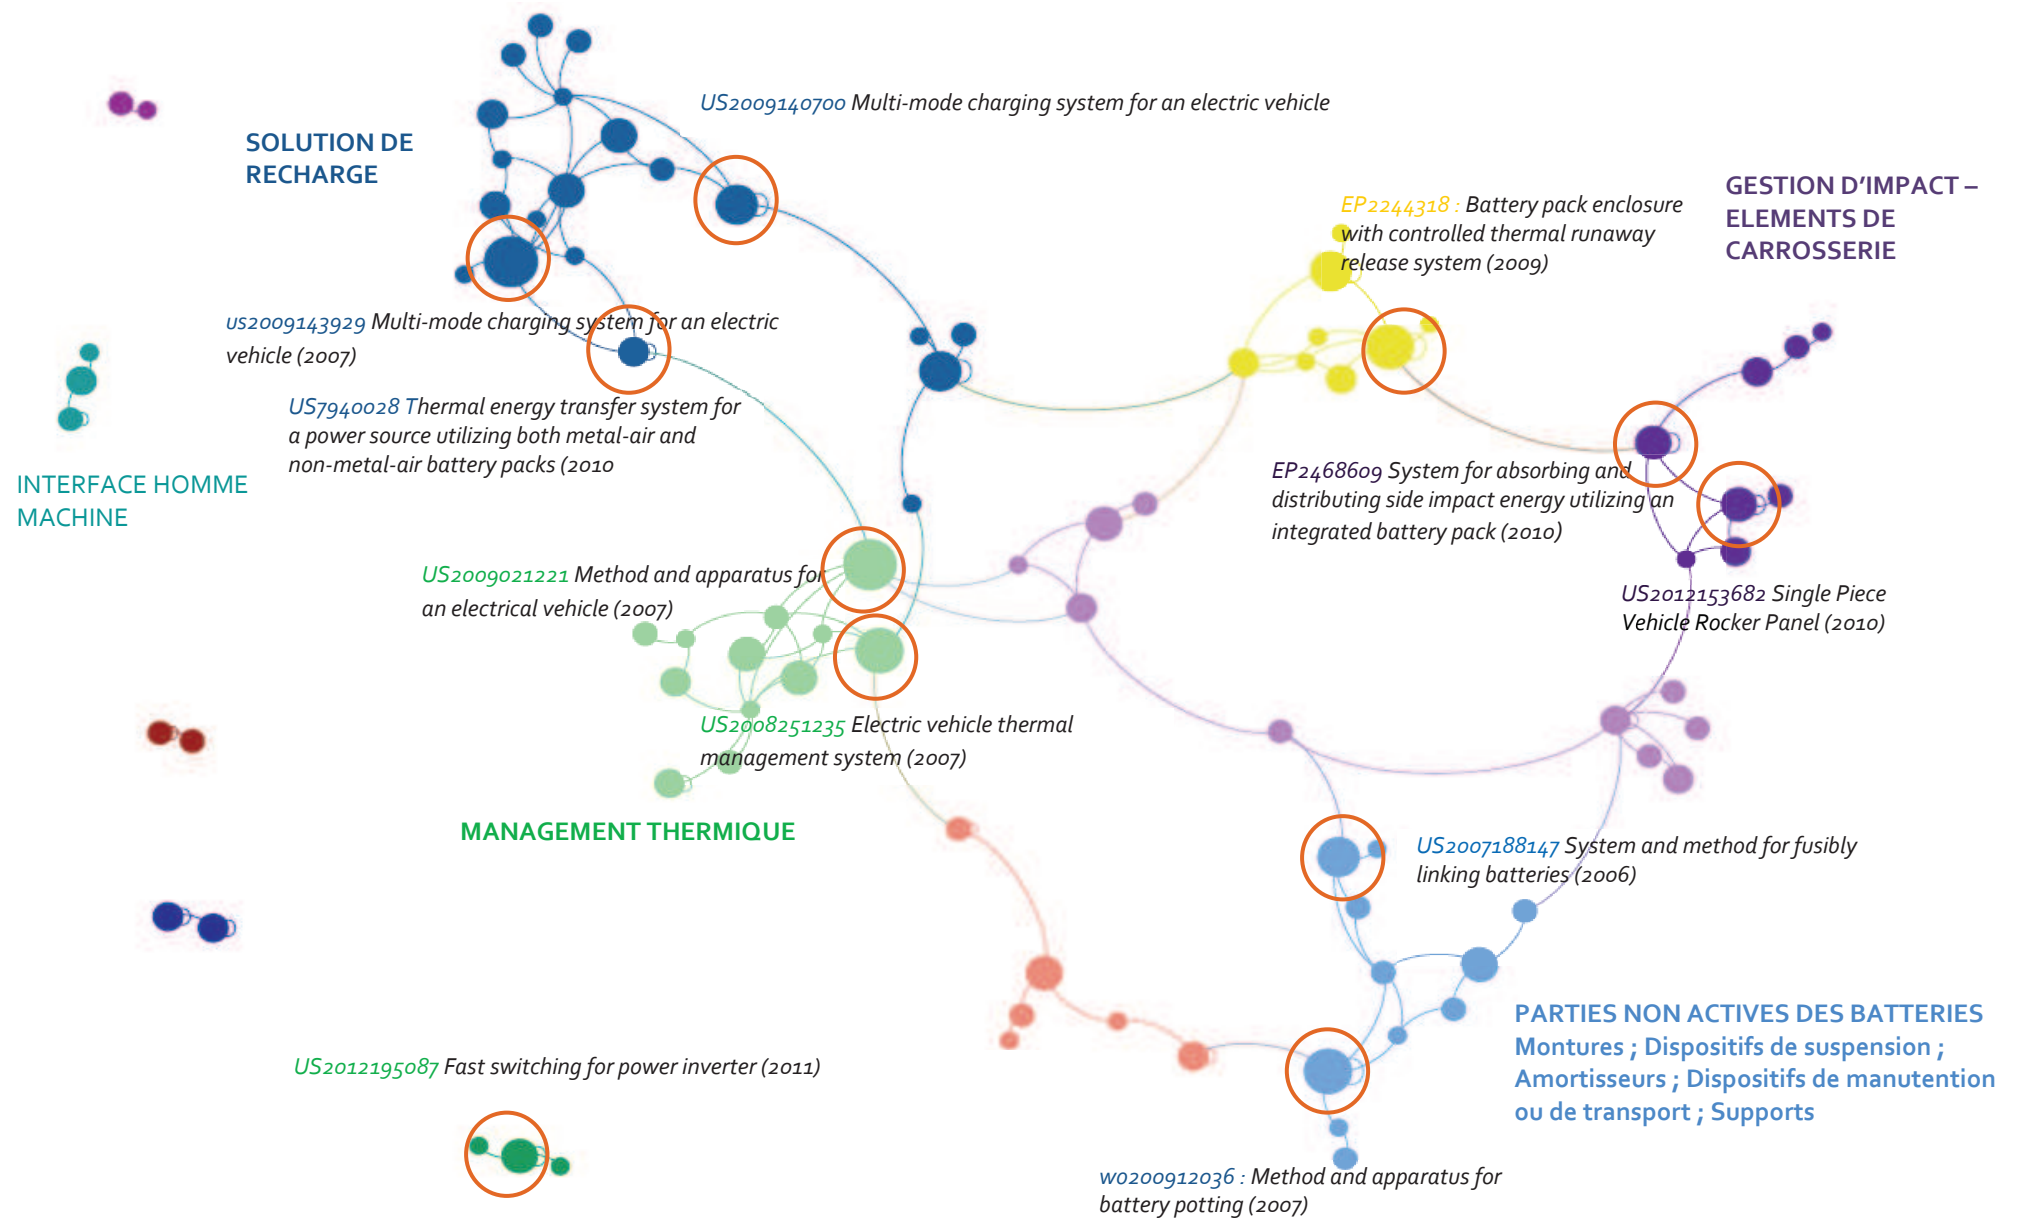 US2009140700 Multi-mode charging system for an electric vehicle
SOLUTION DE
RECHARGE
GESTION D'IMPACT –
ELEMENTS DE
CARROSSERIE
EP2244318 : Battery pack enclosure
with controlled thermal runaway
release system (2009)
us2009143929 Multi-mode charging system for an electric
vehicle (2007)
US7940028 Thermal energy transfer system for
a power source utilizing both metal-air and
non-metal-air battery packs (2010
INTERFACE HOMME
MACHINE
EP2468609 System for absorbing and
distributing side impact energy utilizing an
integrated battery pack (2010)
US2009021221 Method and apparatus for
an electrical vehicle (2007)
US2012153682 Single Piece
Vehicle Rocker Panel (2010)
US2008251235 Electric vehicle thermal
management system (2007)
MANAGEMENT THERMIQUE
US2007188147 System and method for fusibly
linking batteries (2006)
PARTIES NON ACTIVES DES BATTERIES
Montures ; Dispositifs de suspension ;
Amortisseurs ; Dispositifs de manutention
ou de transport ; Supports
US2012195087 Fast switching for power inverter (2011)
wo200912036 : Method and apparatus for
battery potting (2007)